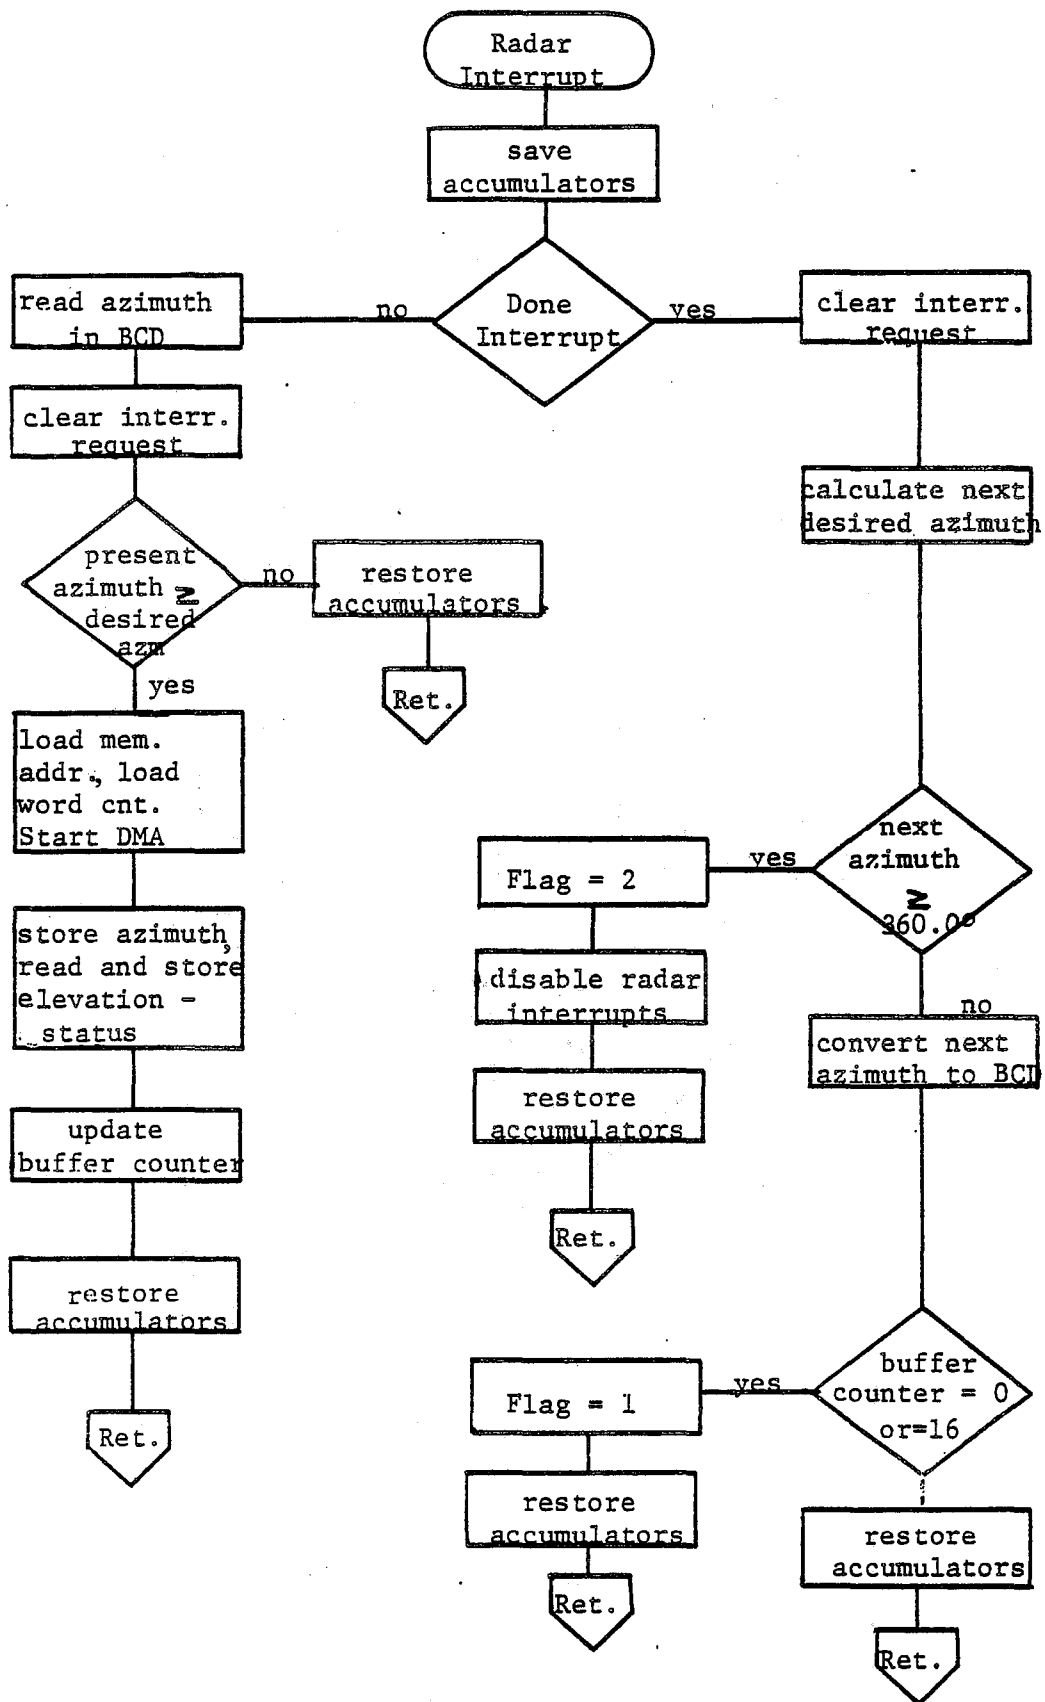 Radar
Interrupt
save
accumulators
Done
Interrupt
no
yes
read azimuth
in BCD
clear interr.
request
clear interr.
request
present
azimuth ≥
desired
azm
no
restore
accumulators
Ret.
yes
load mem.
addr., load
word cnt.
Start DMA
store azimuth,
read and store
elevation -
status
update
buffer counter
restore
accumulators
Ret.
calculate next
desired azimuth
next
azimuth
≥
360.0°
yes
Flag = 2
disable radar
interrupts
restore
accumulators
Ret.
no
convert next
azimuth to BCD
buffer
counter = 0
or=16
yes
Flag = 1
restore
accumulators
Ret.
restore
accumulators
Ret.